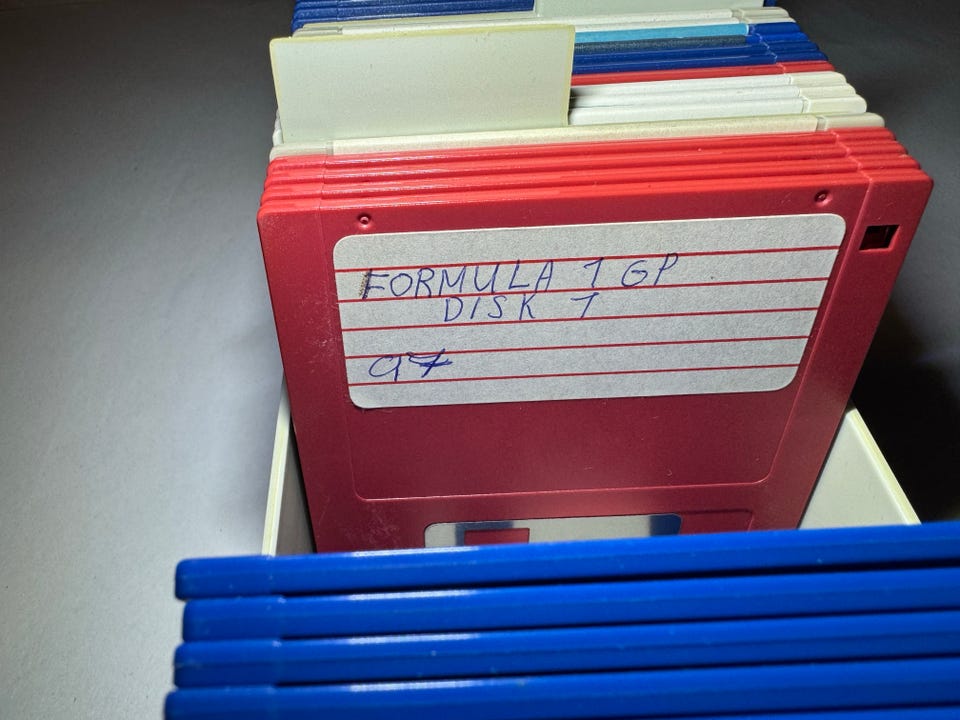 FORMULA 1 GP
DISK 1
97